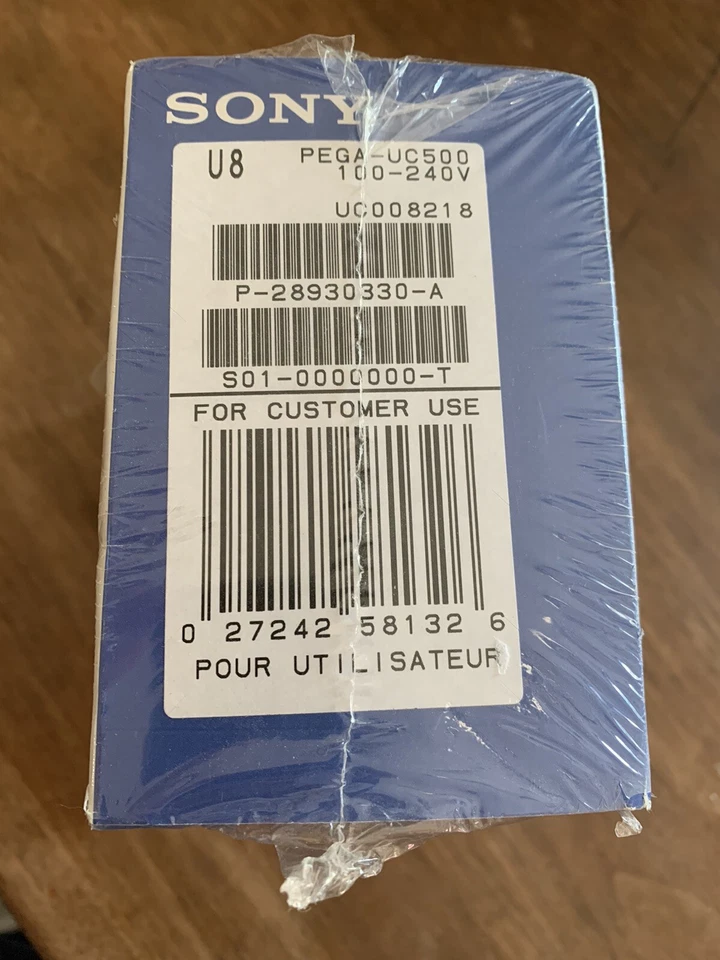 SONY
U8 PEGA-UC500
100-240V
UC008218
P-28930330-A
S01-0000000-T
FOR CUSTOMER USE
0 27242 58132 6
POUR UTILISATEUR